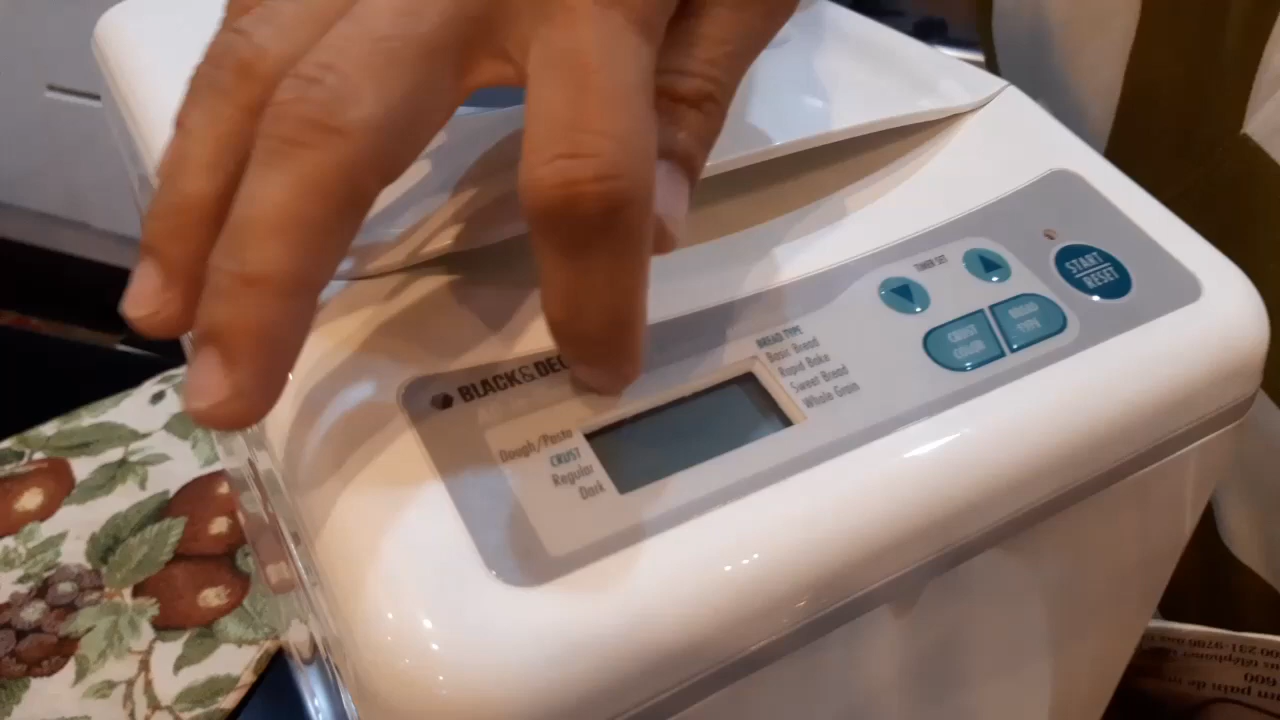 BLACK&DEC
Dough/Pasta
CRUST
Regular
Dark
BREAD TYPE
Basic Bread
Rapid Bake
Sweet Bread
Whole Grain
TIMER SET
CRUST
COLOR
BREAD
TYPE
START
RESET